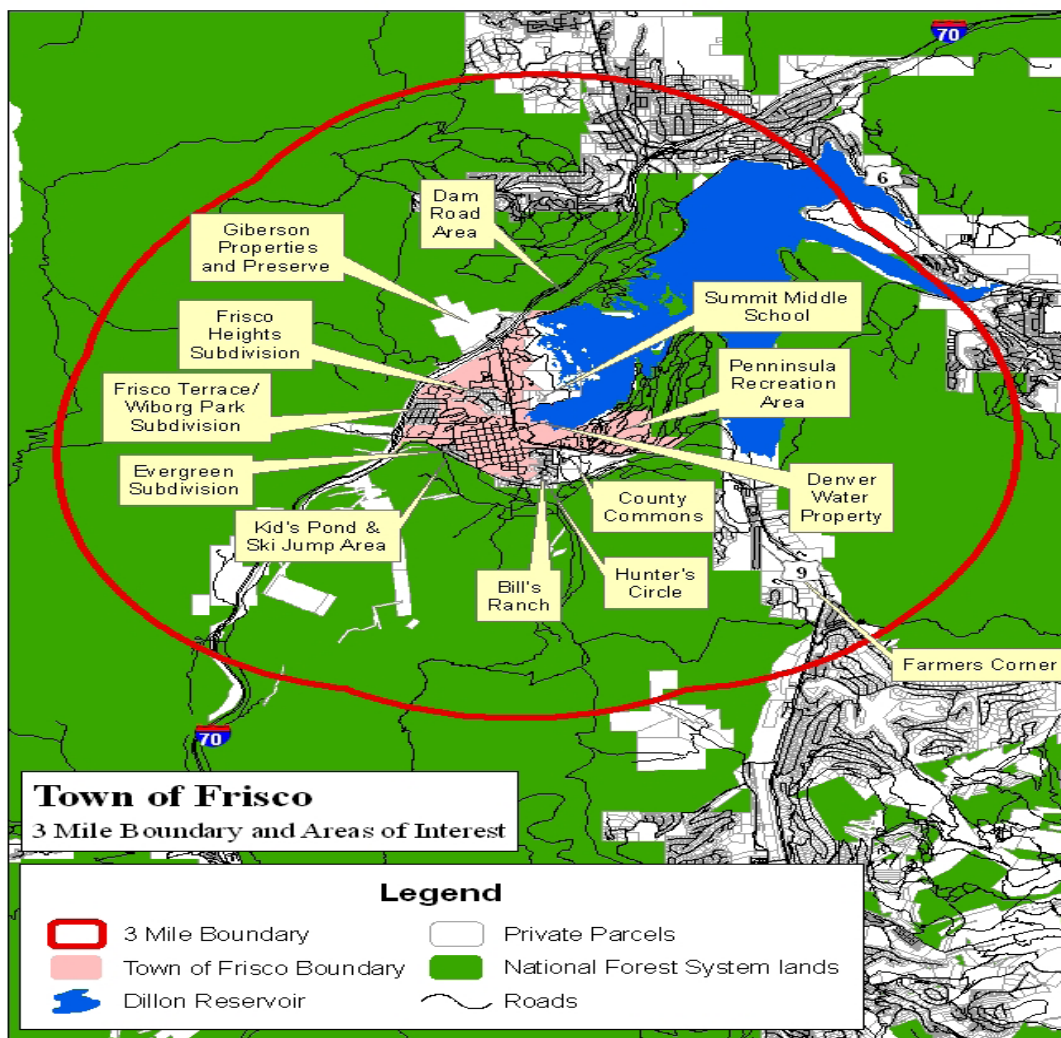 70
6
Dam
Road
Area
Giberson
Properties
and Preserve
Summit Middle
School
Frisco
Heights
Subdivision
Penninsula
Recreation
Area
Frisco Terrace/
Wiborg Park
Subdivision
Evergreen
Subdivision
Denver
Water
Property
County
Commons
Kid's Pond &
Ski Jump Area
Bill's
Ranch
Hunter's
Circle
9
Farmers Corner
70
Town of Frisco
3 Mile Boundary and Areas of Interest
Legend
3 Mile Boundary
Private Parcels
Town of Frisco Boundary
National Forest System lands
Dillon Reservoir
Roads